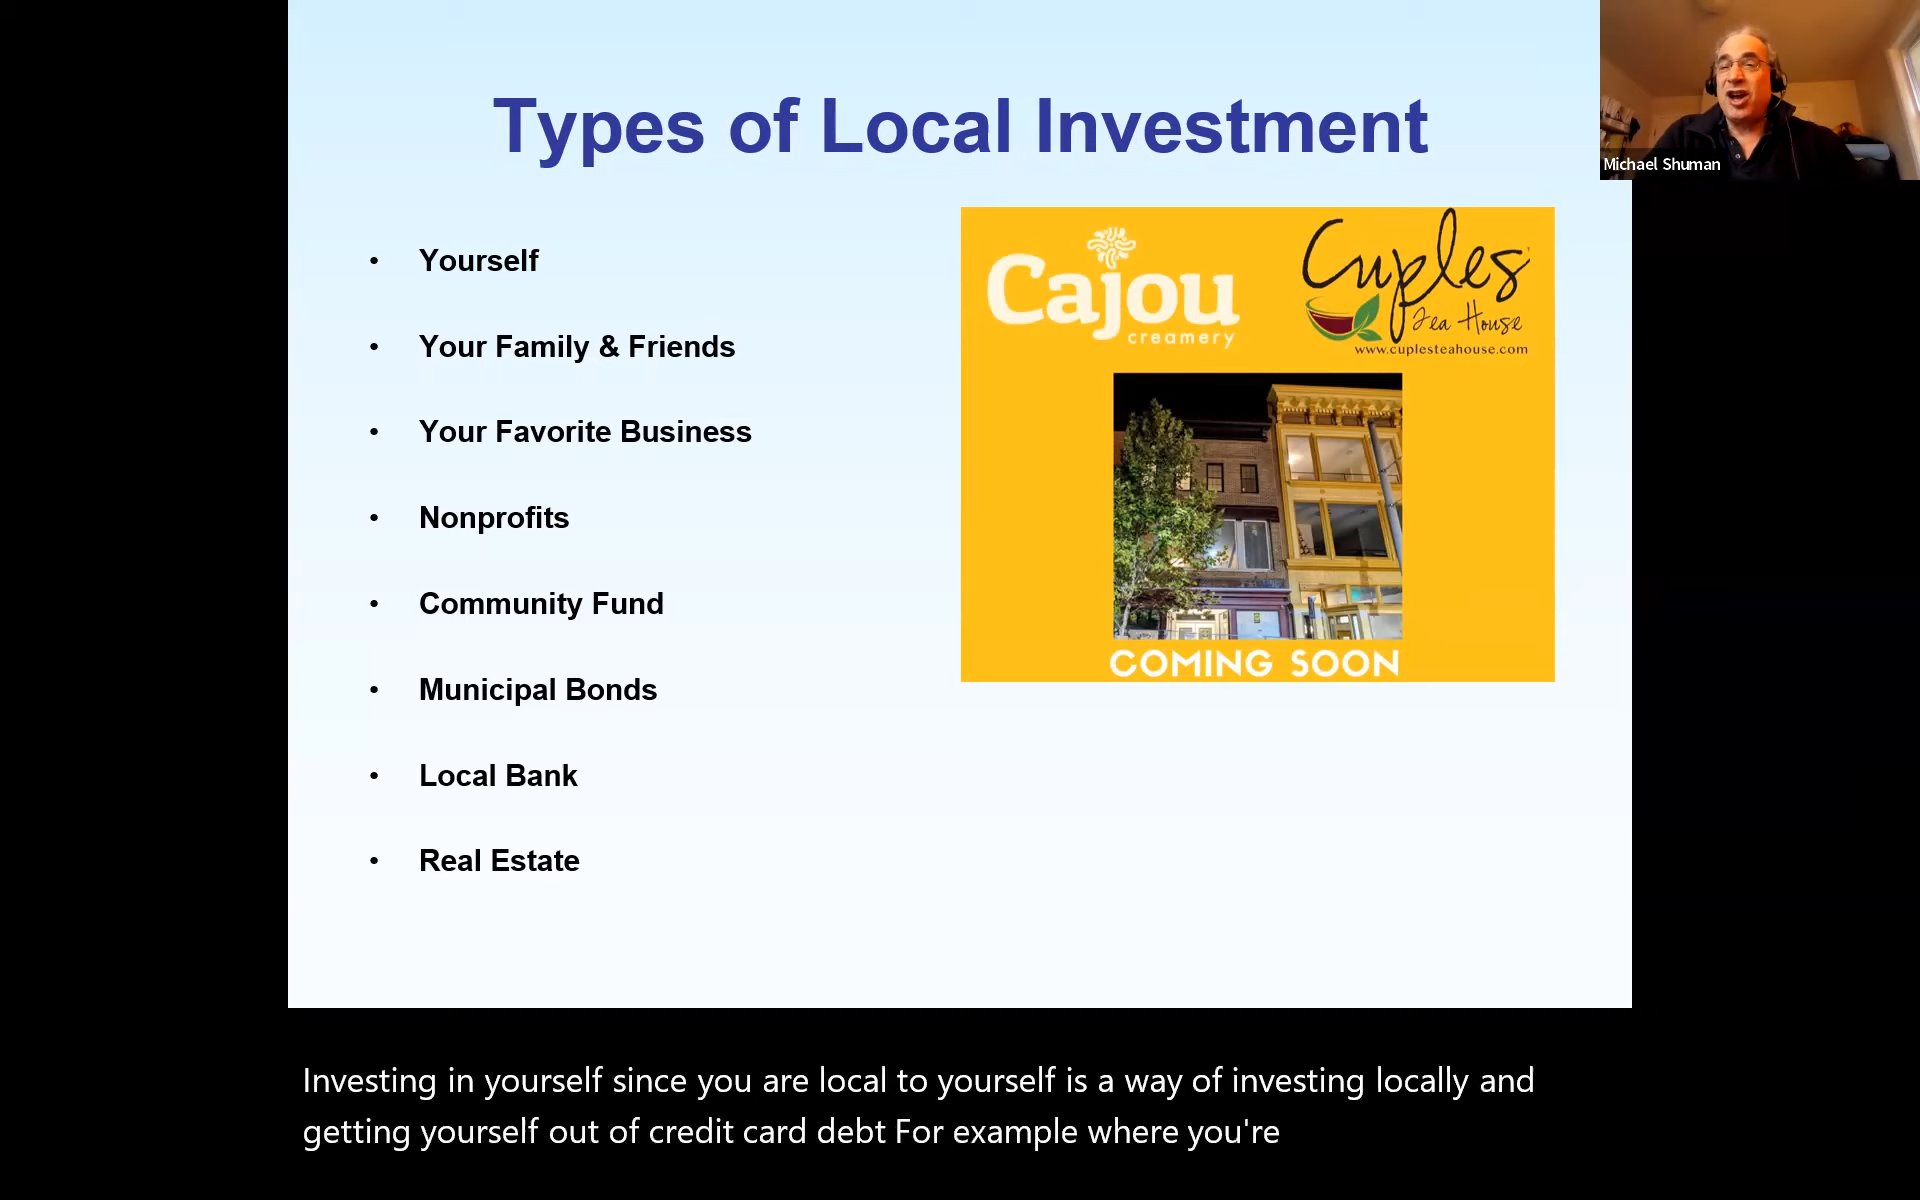 Types of Local Investment
Michael Shuman
• Yourself
• Your Family & Friends
• Your Favorite Business
• Nonprofits
• Community Fund
• Municipal Bonds
• Local Bank
• Real Estate
Cajou
creamery
Cuples
Tea House
www.cuplesteahouse.com
COMING SOON
Investing in yourself since you are local to yourself is a way of investing locally and
getting yourself out of credit card debt For example where you're